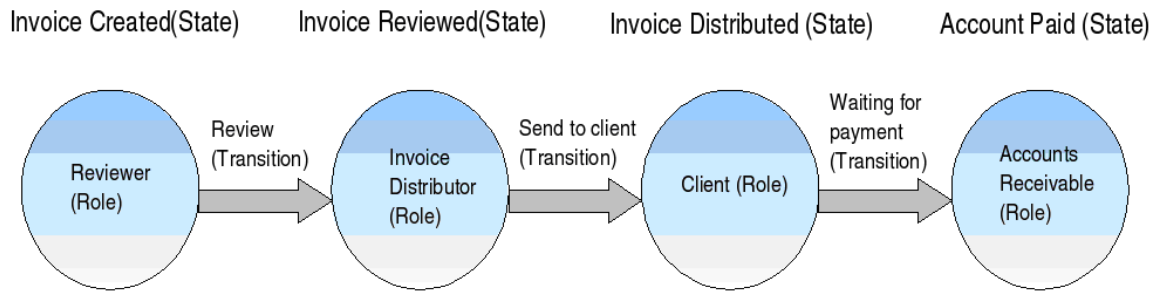 Invoice Created(State)
Invoice Reviewed(State)
Invoice Distributed (State)
Account Paid (State)
Reviewer
(Role)
Review
(Transition)
Invoice
Distributor
(Role)
Send to client
(Transition)
Client (Role)
Waiting for
payment
(Transition)
Accounts
Receivable
(Role)